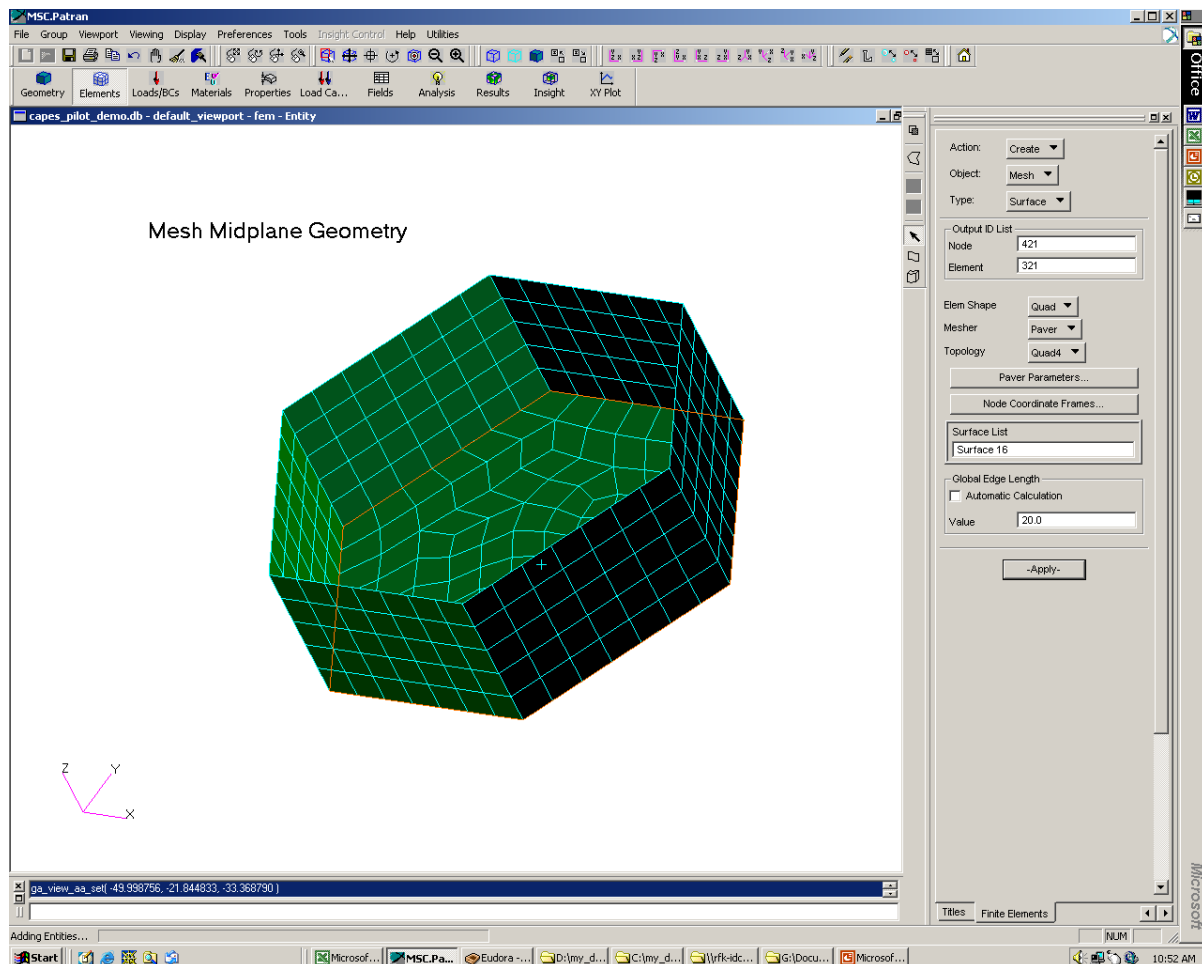 MSC.Patran
File Group Viewport Viewing Display Preferences Tools Insight Control Help Utilities
Geometry Elements Loads/BCs Materials Properties Load Ca... Fields Analysis Results Insight XY Plot
capes_pilot_demo.db - default_viewport - fem - Entity
Mesh Midplane Geometry
Z
Y
X
Action: Create
Object: Mesh
Type: Surface
Output ID List
Node 421
Element 321
Elem Shape Quad
Mesher Paver
Topology Quad4
Paver Parameters...
Node Coordinate Frames...
Surface List
Surface 16
Global Edge Length
Automatic Calculation
Value 20.0
-Apply-
Titles Finite Elements
Office
Microsoft
ga_view_aa_set( -49.998756, -21.844833, -33.368790 )
Adding Entities...
NUM
Start Microsof... MSC.Pa... Eudora -... D:\my_d... C:\my_d... \\rfk-idc... G:\Docu... Microsof... 10:52 AM